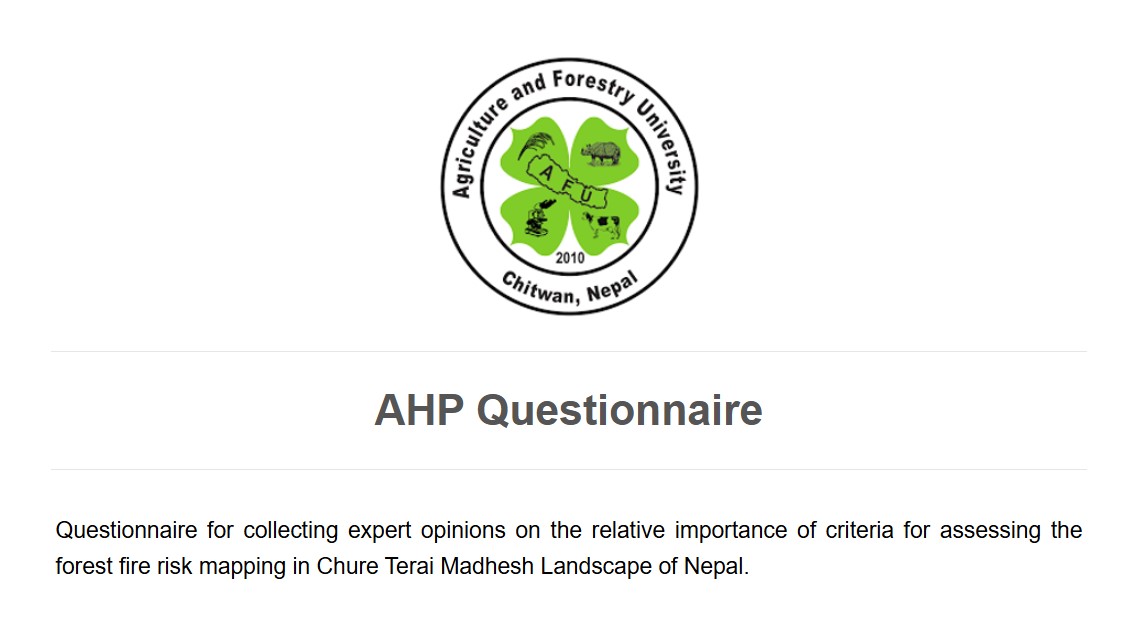 Agriculture and Forestry University
AFU
2010
Chitwan, Nepal
AHP Questionnaire
Questionnaire for collecting expert opinions on the relative importance of criteria for assessing the
forest fire risk mapping in Chure Terai Madhesh Landscape of Nepal.